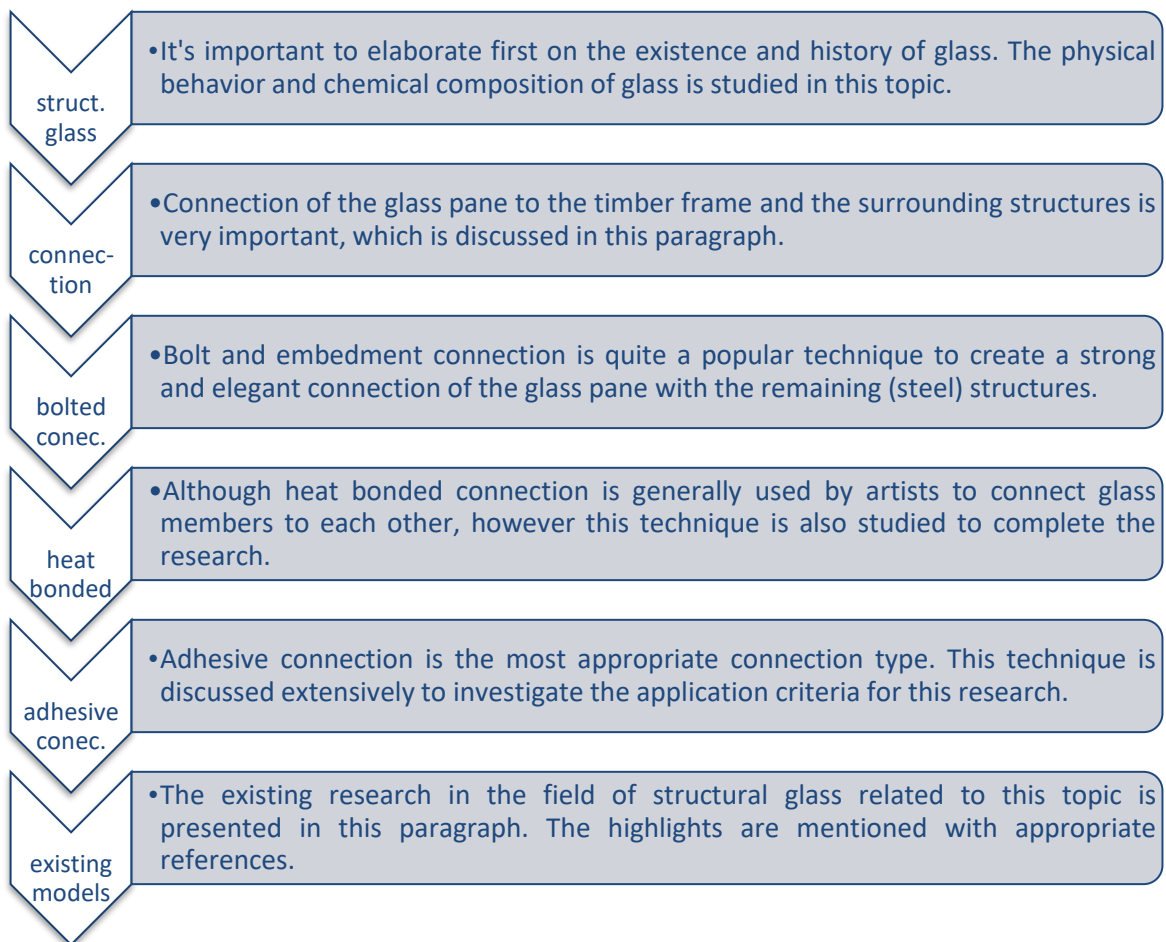 struct.
glass
•It's important to elaborate first on the existence and history of glass. The physical
behavior and chemical composition of glass is studied in this topic.
connec-
tion
•Connection of the glass pane to the timber frame and the surrounding structures is
very important, which is discussed in this paragraph.
bolted
conec.
•Bolt and embedment connection is quite a popular technique to create a strong
and elegant connection of the glass pane with the remaining (steel) structures.
heat
bonded
•Although heat bonded connection is generally used by artists to connect glass
members to each other, however this technique is also studied to complete the
research.
adhesive
conec.
•Adhesive connection is the most appropriate connection type. This technique is
discussed extensively to investigate the application criteria for this research.
existing
models
•The existing research in the field of structural glass related to this topic is
presented in this paragraph. The highlights are mentioned with appropriate
references.